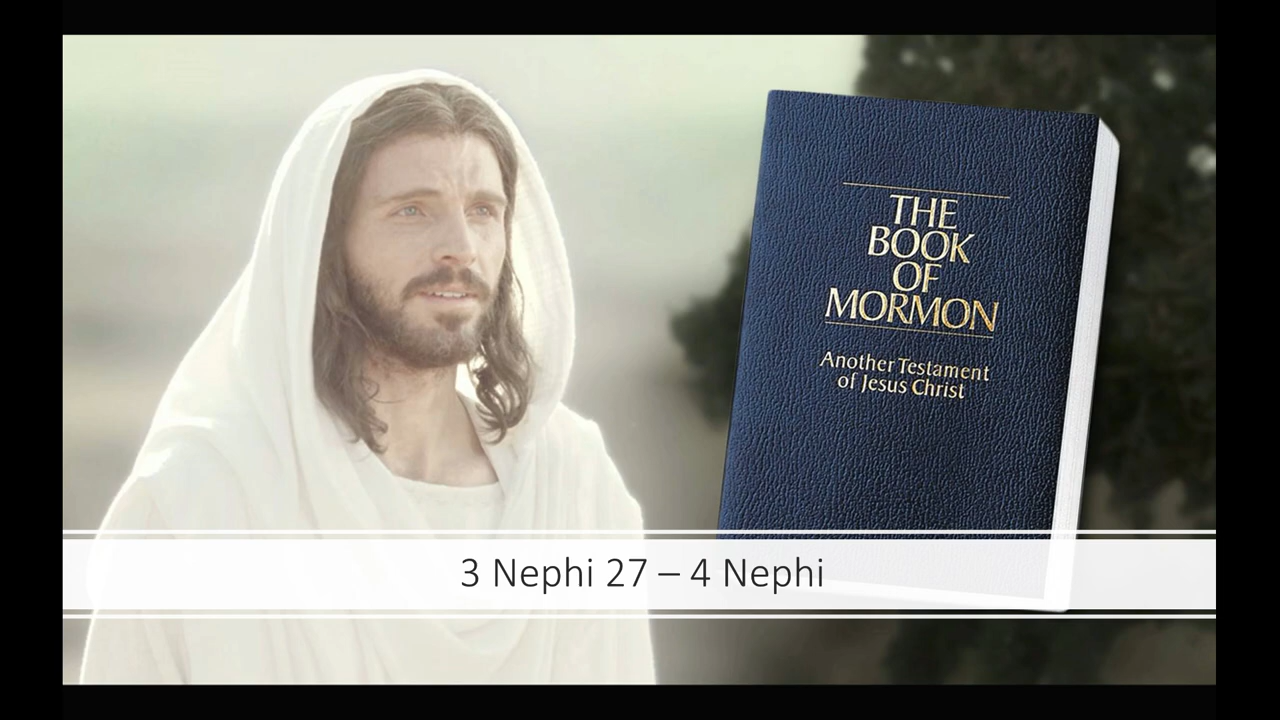 THE
BOOK
OF
MORMON
Another Testament
of Jesus Christ
3 Nephi 27 – 4 Nephi